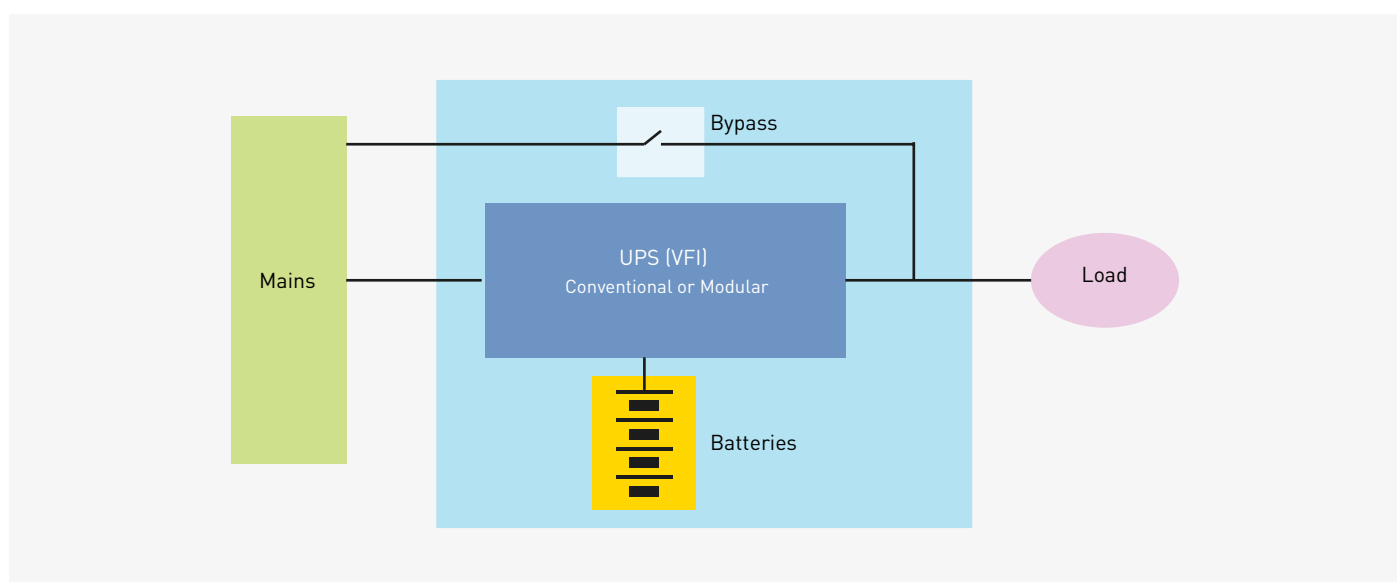 Bypass
UPS (VFI)
Conventional or Modular
Mains
Load
Batteries